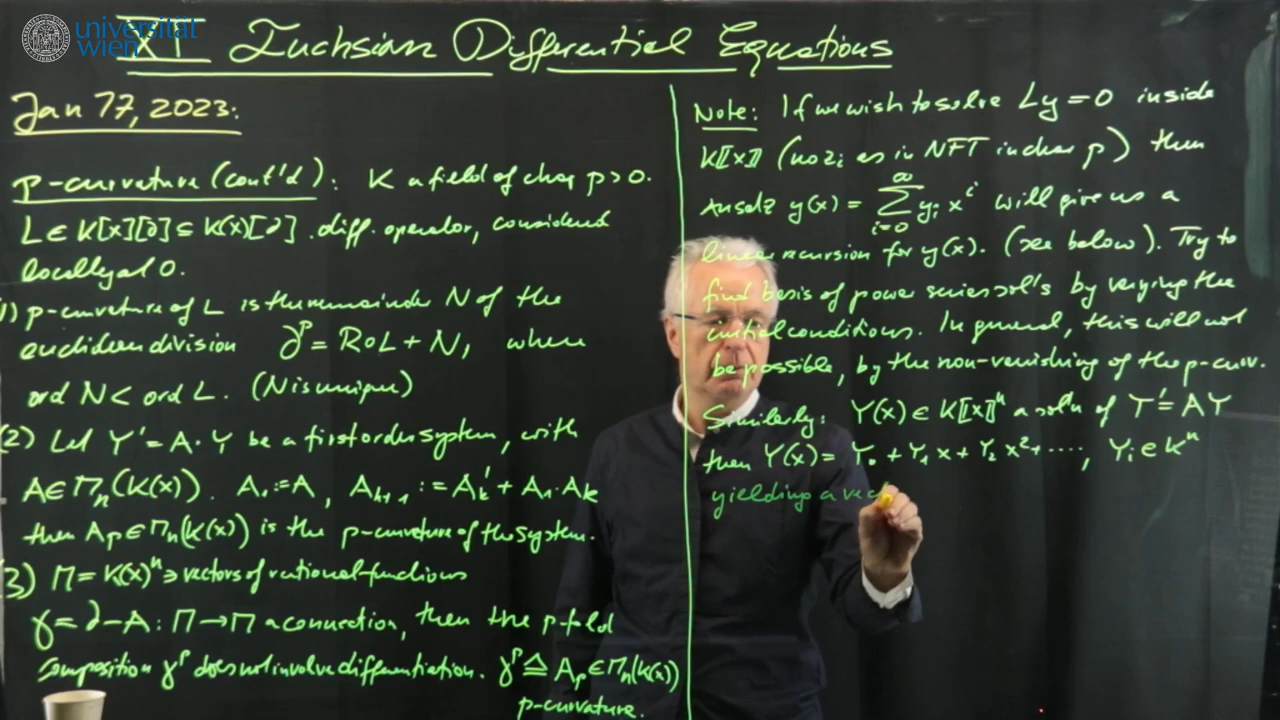 universität
wien
XI Fuchsian Differential Equations
Jan 17, 2023:
p-curvature (cont'd): K a field of char p > 0.
L ∈ K[x][∂] ⊆ K(x)[∂]. diff. operator, considered
locally at 0.
1) p-curvature of L is the remainder N of the
euclidean division ∂^p = R∘L + N, where
ord N < ord L. (N is unique)
(2) Let Y' = A·Y be a first order system, with
A ∈ M_n(K(x)). A_1 := A, A_{k+1} := A_k' + A_1·A_k
then A_p ∈ M_n(K(x)) is the p-curvature of the system.
3) M = K(x)^n ∋ vectors of rational functions
γ = ∂ - A : M → M a connection, then the p-fold
composition γ^p does not involve differentiation. γ^p ≙ A_p ∈ M_n(K(x))
p-curvature.
Note: If we wish to solve Ly = 0 inside
K[[x]] (no z_i as in NFT in char p) then
Ansatz y(x) = ∑_{i=0}^∞ y_i x^i will give us a
linear recursion for y(x). (see below). Try to
find basis of power series sol's by varying the
initial conditions. In general, this will not
be possible, by the non-vanishing of the p-curv.
Similarly: Y(x) ∈ K[[x]]^n a sol'n of Y' = AY
then Y(x) = Y_0 + Y_1 x + Y_2 x^2 + ...., Y_i ∈ K^n
yielding a vec